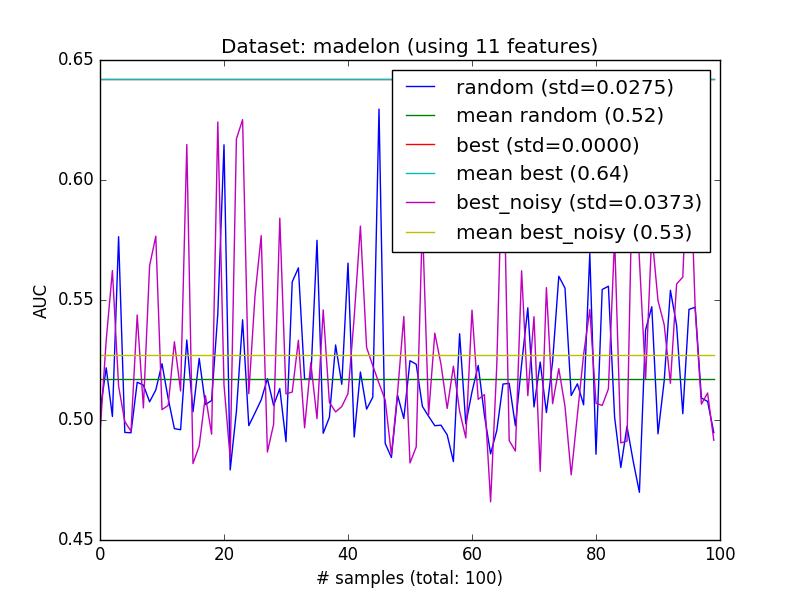 Dataset: madelon (using 11 features)
0.65
0.60
0.55
0.50
0.45
AUC
random (std=0.0275)
mean random (0.52)
best (std=0.0000)
mean best (0.64)
best_noisy (std=0.0373)
mean best_noisy (0.53)
0 20 40 60 80 100
# samples (total: 100)